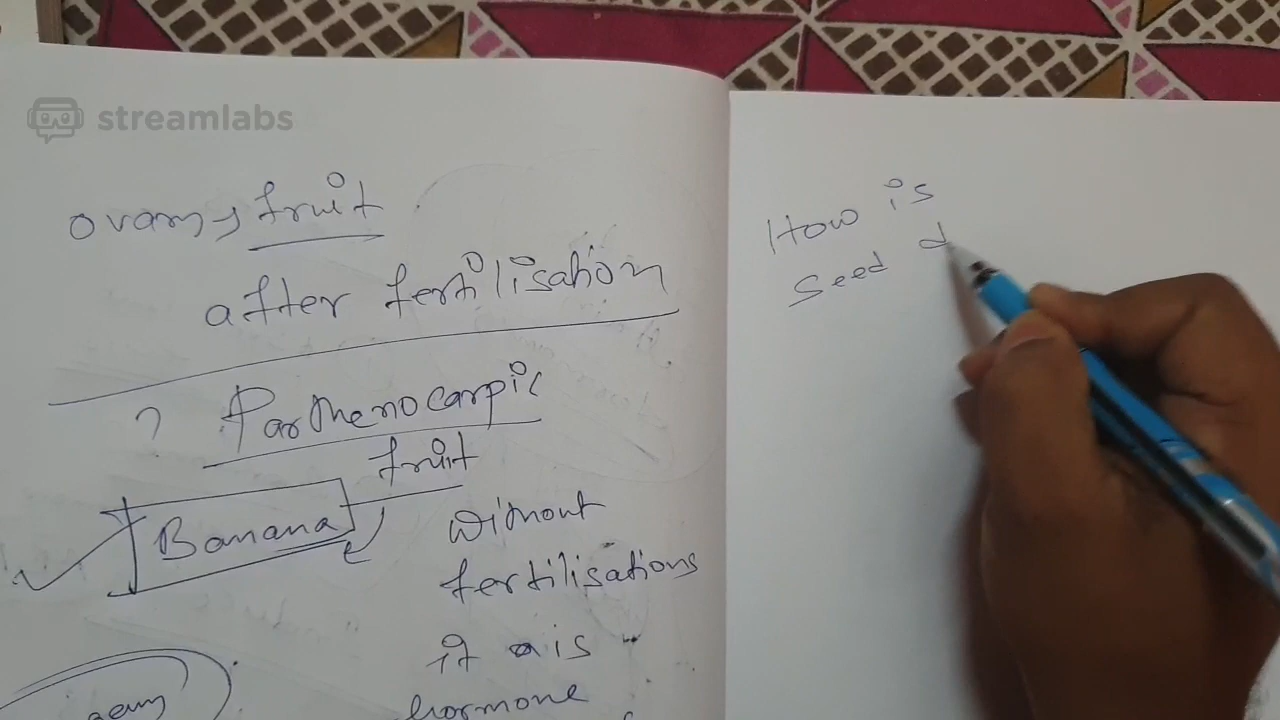 streamlabs
ovary → fruit
after fertilisation
? Parthenocarpic
fruit
Banana
without
fertilisations
it is
hormone
How is
seed d